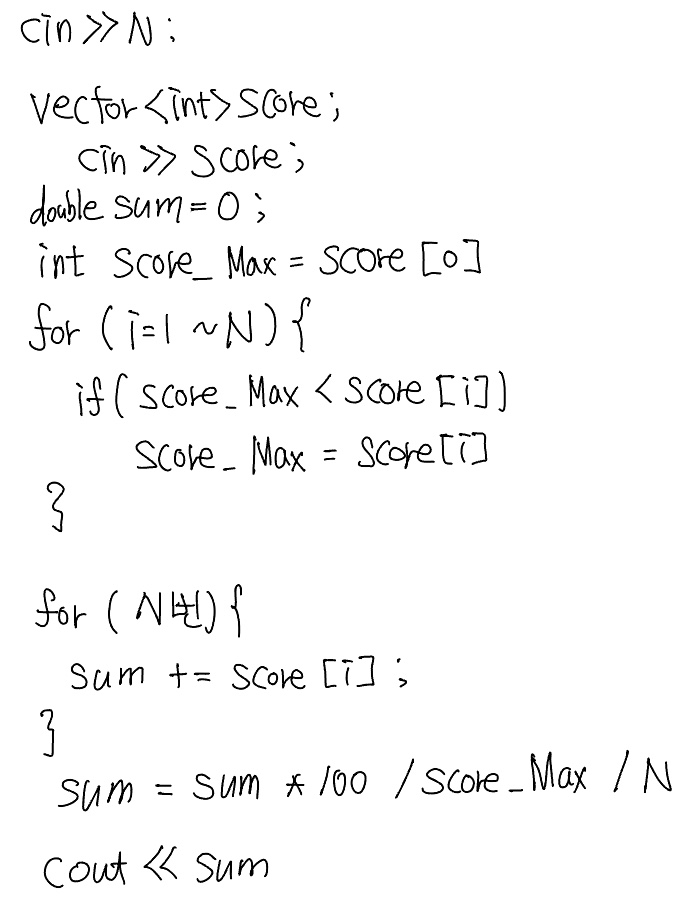 cin >> N ;
vector<int> score ;
cin >> score ;
double sum = 0 ;
int score_Max = score [0]
for ( i=1 ~ N ) {
if ( score_Max < score [i] )
score_Max = score [i]
}
for ( N번 ) {
sum += score [i] ;
}
sum = sum * 100 / score_Max / N
cout << sum